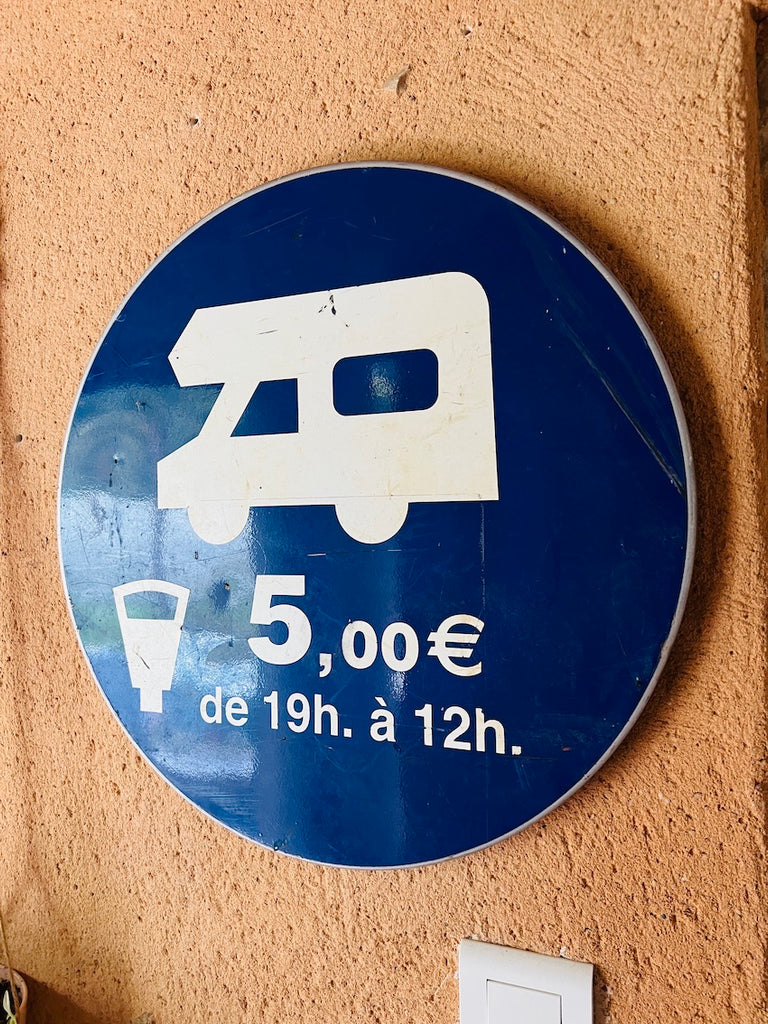 5,00€
de 19h. à 12h.